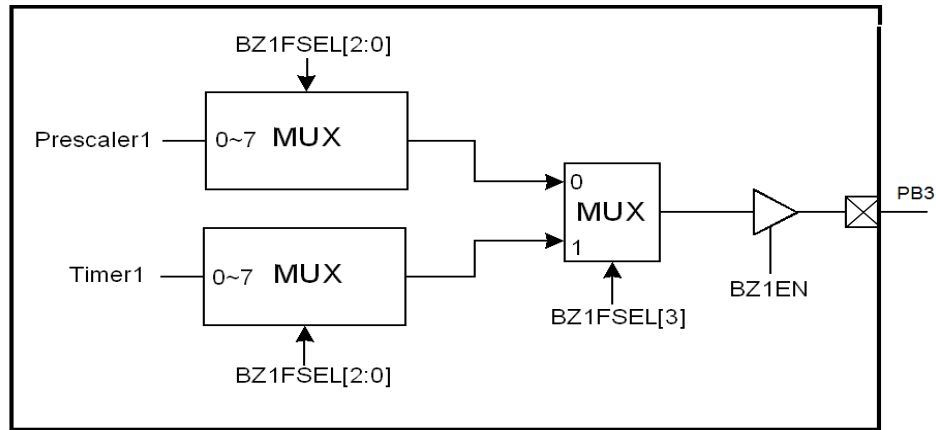 BZ1FSEL[2:0]
Prescaler1
0~7 MUX
0
MUX
1
PB3
BZ1EN
BZ1FSEL[3]
Timer1
0~7 MUX
BZ1FSEL[2:0]